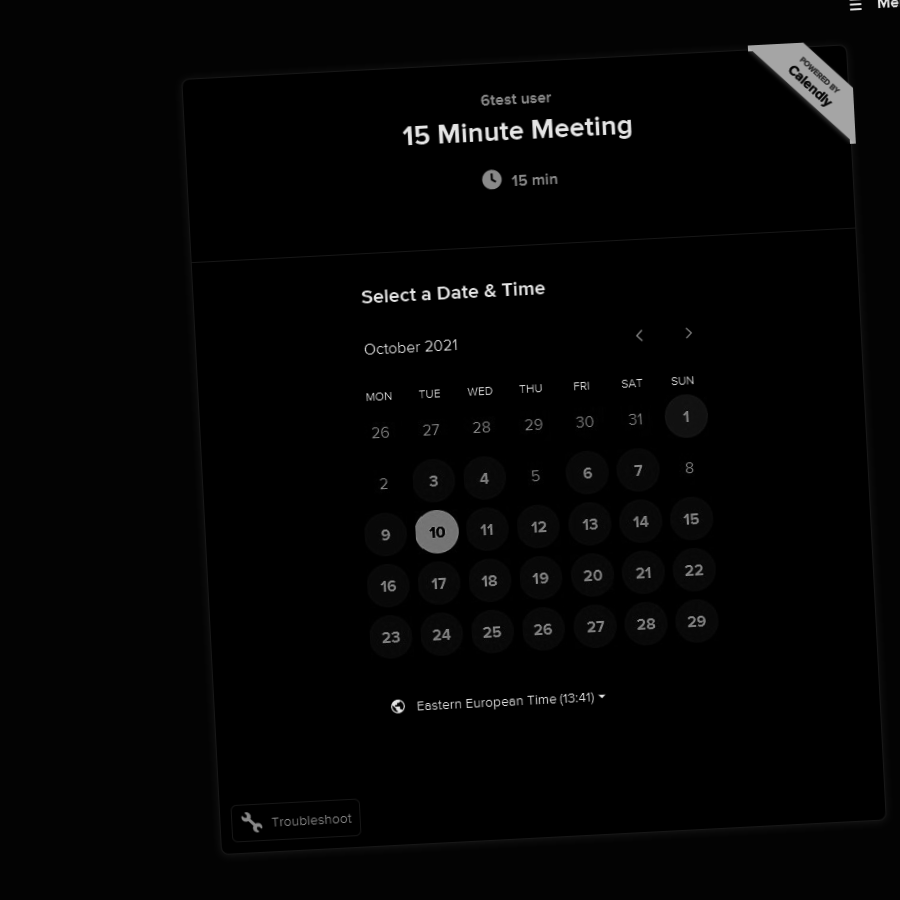 ☰ Me
POWERED BY
Calendly
6test user
15 Minute Meeting
15 min
Select a Date & Time
October 2021
MON TUE WED THU FRI SAT SUN
26 27 28 29 30 31 1
2 3 4 5 6 7 8
9 10 11 12 13 14 15
16 17 18 19 20 21 22
23 24 25 26 27 28 29
Eastern European Time (13:41)
Troubleshoot